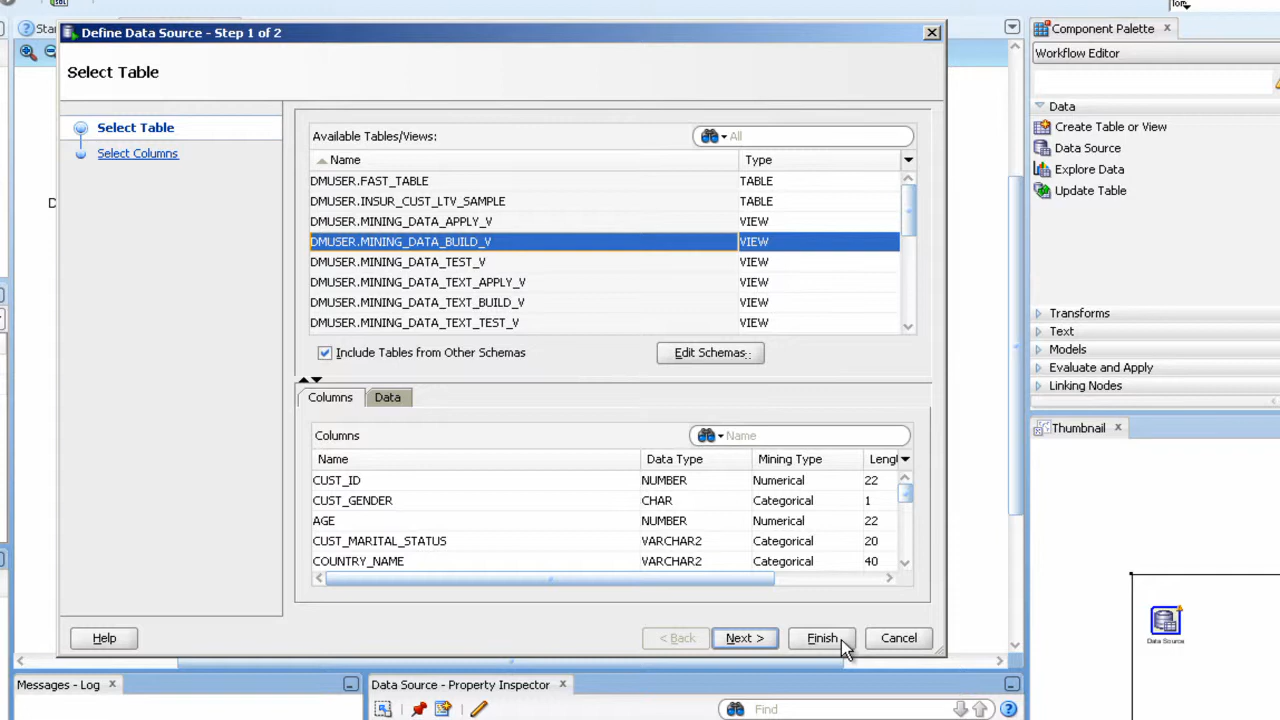 Define Data Source - Step 1 of 2
Select Table
Select Table
Select Columns
Available Tables/Views:
All
Name Type
DMUSER.FAST_TABLE TABLE
DMUSER.INSUR_CUST_LTV_SAMPLE TABLE
DMUSER.MINING_DATA_APPLY_V VIEW
DMUSER.MINING_DATA_BUILD_V VIEW
DMUSER.MINING_DATA_TEST_V VIEW
DMUSER.MINING_DATA_TEXT_APPLY_V VIEW
DMUSER.MINING_DATA_TEXT_BUILD_V VIEW
DMUSER.MINING_DATA_TEXT_TEST_V VIEW
Include Tables from Other Schemas
Edit Schemas...
Columns Data
Columns
Name
Name Data Type Mining Type Lengt
CUST_ID NUMBER Numerical 22
CUST_GENDER CHAR Categorical 1
AGE NUMBER Numerical 22
CUST_MARITAL_STATUS VARCHAR2 Categorical 20
COUNTRY_NAME VARCHAR2 Categorical 40
Help
< Back Next > Finish Cancel
Component Palette
Workflow Editor
Data
Create Table or View
Data Source
Explore Data
Update Table
Transforms
Text
Models
Evaluate and Apply
Linking Nodes
Thumbnail
Data Source
Messages - Log
Data Source - Property Inspector
Find